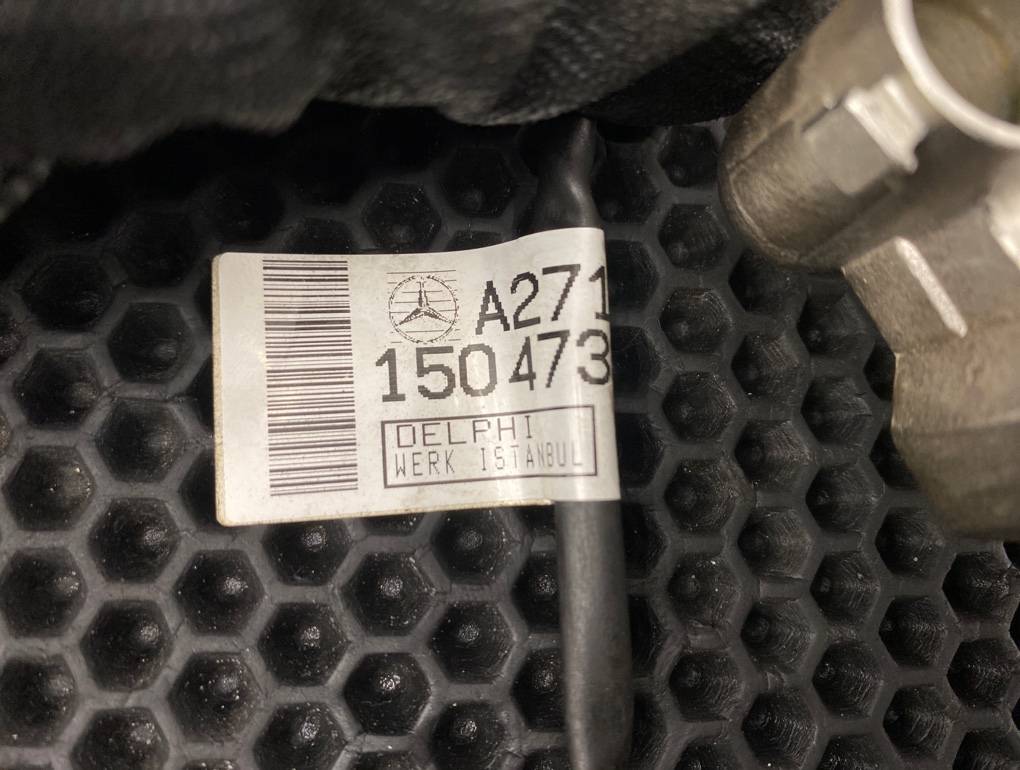 A271
150473
DELPHI
WERK ISTANBUL